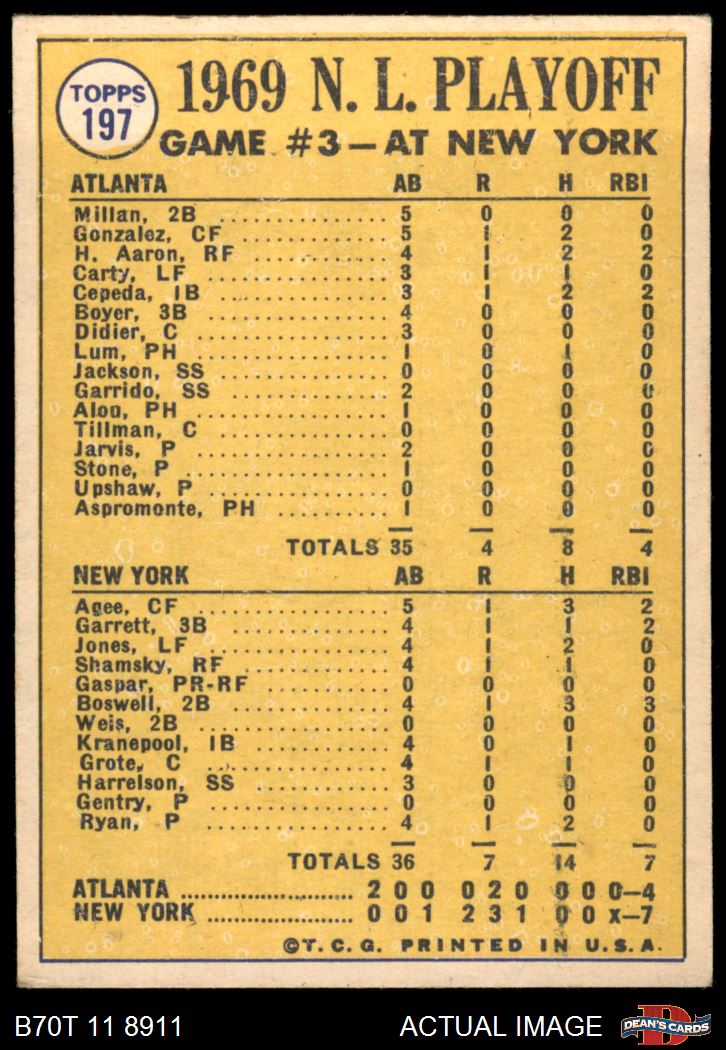 TOPPS
197
1969 N. L. PLAYOFF
GAME #3—AT NEW YORK
ATLANTA AB R H RBI
Millan, 2B ................ 5 0 0 0
Gonzalez, CF .............. 5 1 2 0
H. Aaron, RF .......... 4 1 2 2
Carty, LF ............... 3 1 1 0
Cepeda, 1B .............. 3 1 2 2
Boyer, 3B ............... 4 0 0 0
Didier, C ................ 3 0 0 0
Lum, PH ............... 1 0 1 0
Jackson, SS .............. 0 0 0 0
Garrido, SS .............. 2 0 0 0
Alou, PH ................ 1 0 0 0
Tillman, C .............. 0 0 0 0
Jarvis, P ................ 2 0 0 0
Stone, P ................ 1 0 0 0
Upshaw, P ............... 0 0 0 0
Aspromonte, PH ......... 1 0 0 0
TOTALS 35 4 8 4
NEW YORK AB R H RBI
Agee, CF ................ 5 1 3 2
Garrett, 3B ............. 4 1 1 2
Jones, LF ............... 4 1 2 0
Shamsky, RF ............. 4 1 1 0
Gaspar, PR-RF ........... 0 0 0 0
Boswell, 2B ............. 4 1 3 3
Weis, 2B ................ 0 0 0 0
Kranepool, 1B ........... 4 0 1 0
Grote, C ................ 4 1 1 0
Harrelson, SS ........... 3 0 0 0
Gentry, P ............... 0 0 0 0
Ryan, P ................ 4 1 2 0
TOTALS 36 7 14 7
ATLANTA ........................ 2 0 0 0 2 0 0 0 0—4
NEW YORK .................... 0 0 1 2 3 1 0 0 x—7
©T. C. G. PRINTED IN U. S. A.
B70T 11 8911 ACTUAL IMAGE
D
DEAN'S CARDS